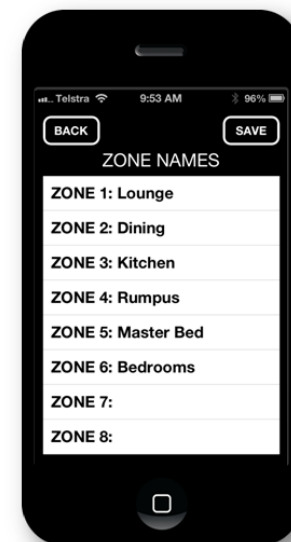 ...Telstra 9:53 AM 96%
BACK SAVE
ZONE NAMES
ZONE 1: Lounge
ZONE 2: Dining
ZONE 3: Kitchen
ZONE 4: Rumpus
ZONE 5: Master Bed
ZONE 6: Bedrooms
ZONE 7:
ZONE 8: